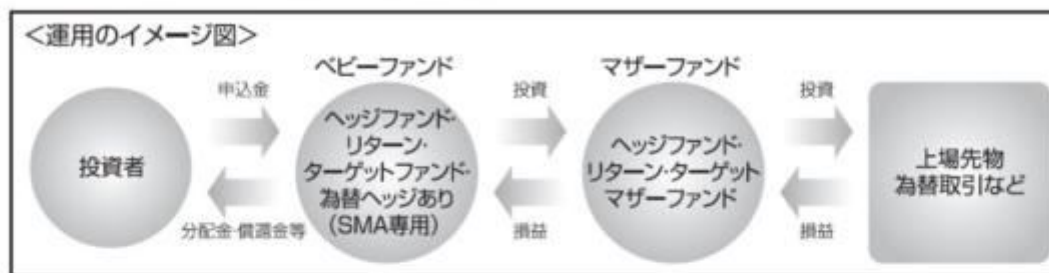 <運用のイメージ図>
ベビーファンド
マザーファンド
申込金
投資
投資
投資者
ヘッジファンド・
リターン・
ターゲットファンド・
為替ヘッジあり
(SMA専用)
ヘッジファンド・
リターン・ターゲット
マザーファンド
上場先物
為替取引など
分配金・償還金等
損益
損益